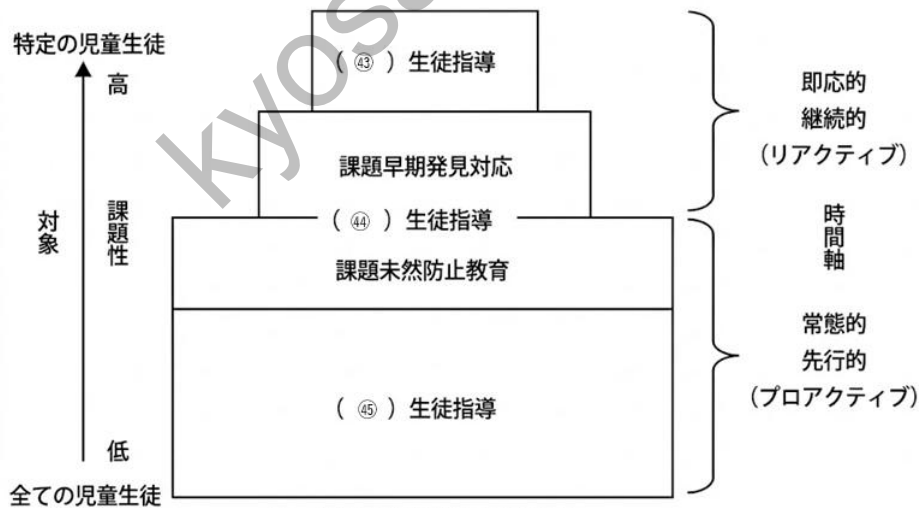 特定の児童生徒
高
対象
課題性
低
全ての児童生徒
( ㊸ ) 生徒指導
課題早期発見対応
( ㊹ ) 生徒指導
課題未然防止教育
( ㊺ ) 生徒指導
即応的
継続的
(リアクティブ)
時間軸
常態的
先行的
(プロアクティブ)